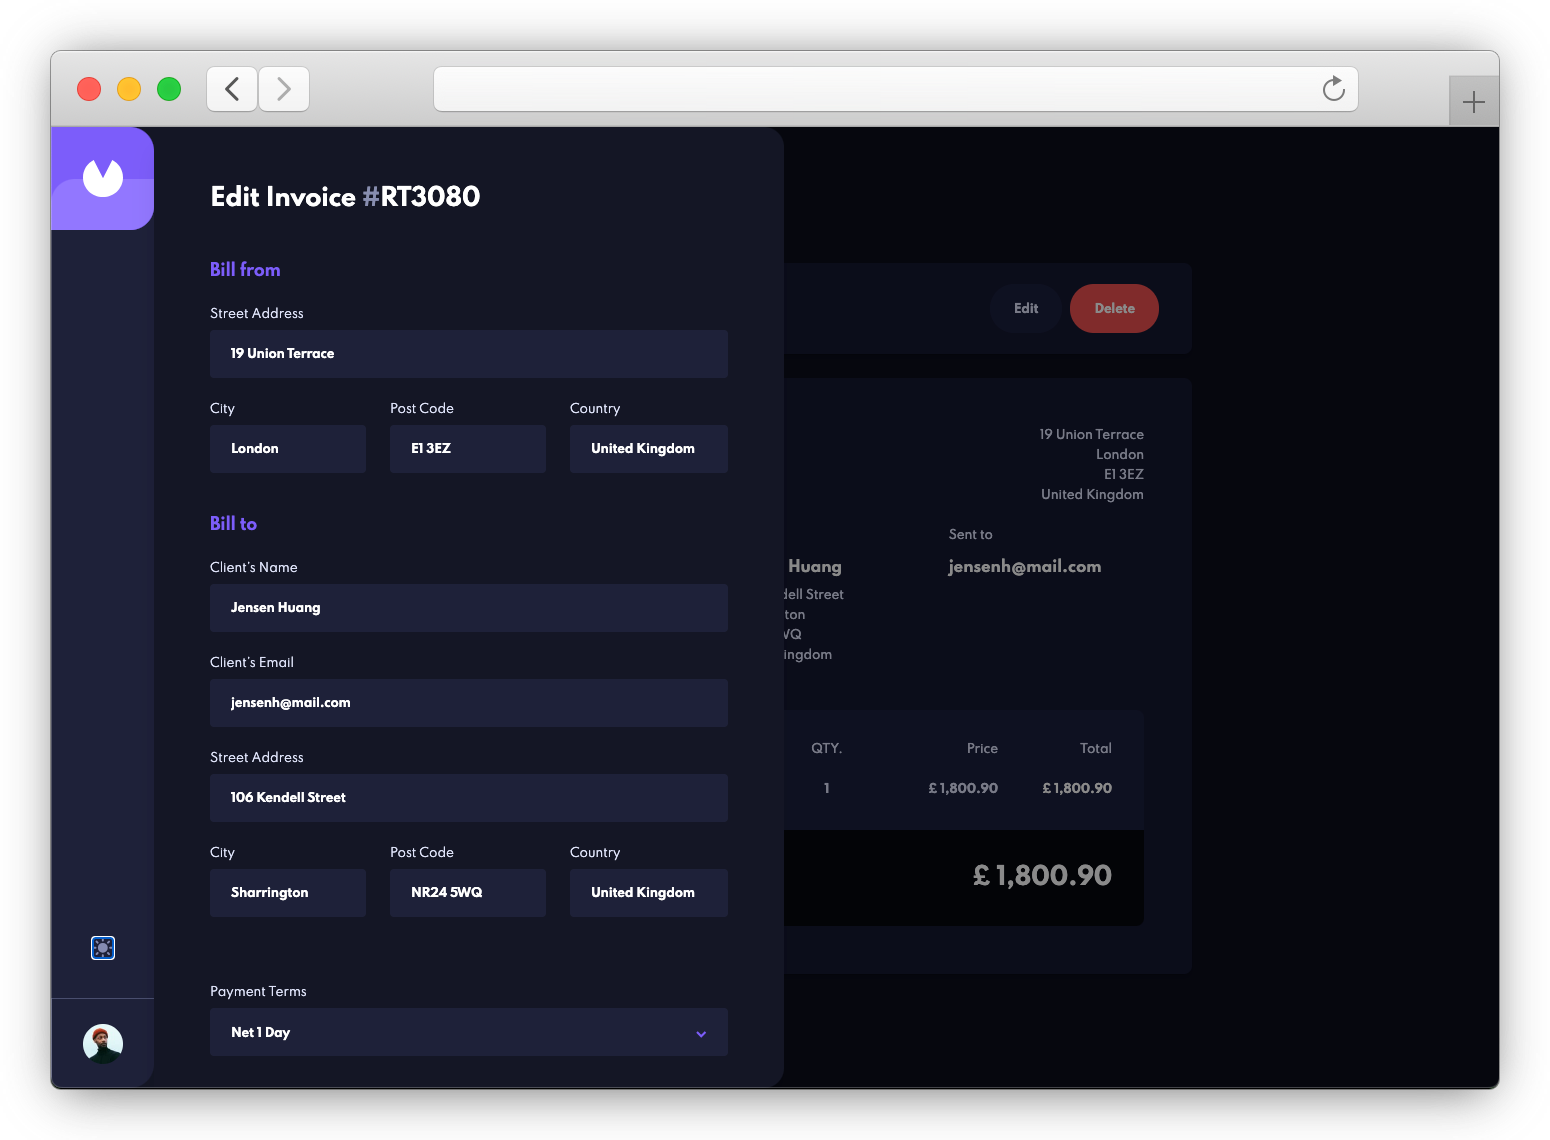 Edit Invoice #RT3080
Bill from
Street Address
19 Union Terrace
City Post Code Country
London E1 3EZ United Kingdom
Bill to
Client's Name
Jensen Huang
Client's Email
jensenh@mail.com
Street Address
106 Kendell Street
City Post Code Country
Sharrington NR24 5WQ United Kingdom
Payment Terms
Net 1 Day
Edit Delete
19 Union Terrace
London
E1 3EZ
United Kingdom
Sent to
Huang jensenh@mail.com
dell Street
ton
WQ
ingdom
QTY. Price Total
1 £ 1,800.90 £ 1,800.90
£ 1,800.90